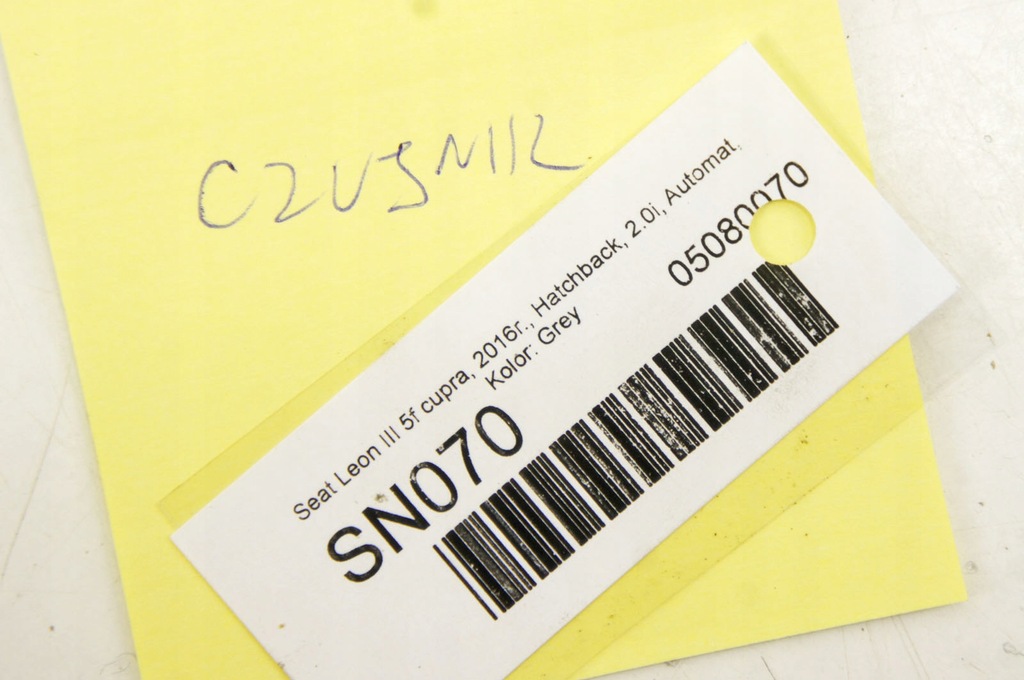 CZUJNIK
Seat Leon III 5f cupra, 2016r., Hatchback, 2.0i, Automat,
Kolor: Grey
05080070
SN070